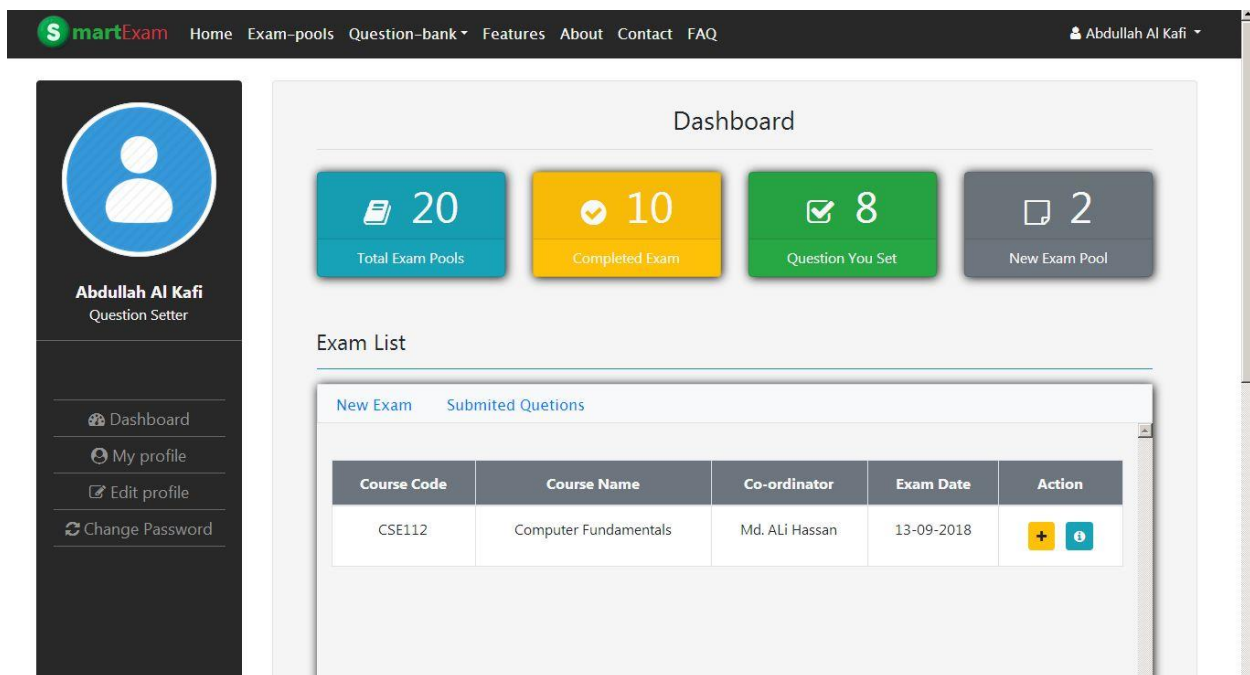 SmartExam Home Exam-pools Question-bank Features About Contact FAQ Abdullah Al Kafi
Abdullah Al Kafi
Question Setter
Dashboard
My profile
Edit profile
Change Password
Dashboard
20 10 8 2
Total Exam Pools Completed Exam Question You Set New Exam Pool
Exam List
New Exam Submited Quetions
Course Code Course Name Co-ordinator Exam Date Action
CSE112 Computer Fundamentals Md. ALi Hassan 13-09-2018